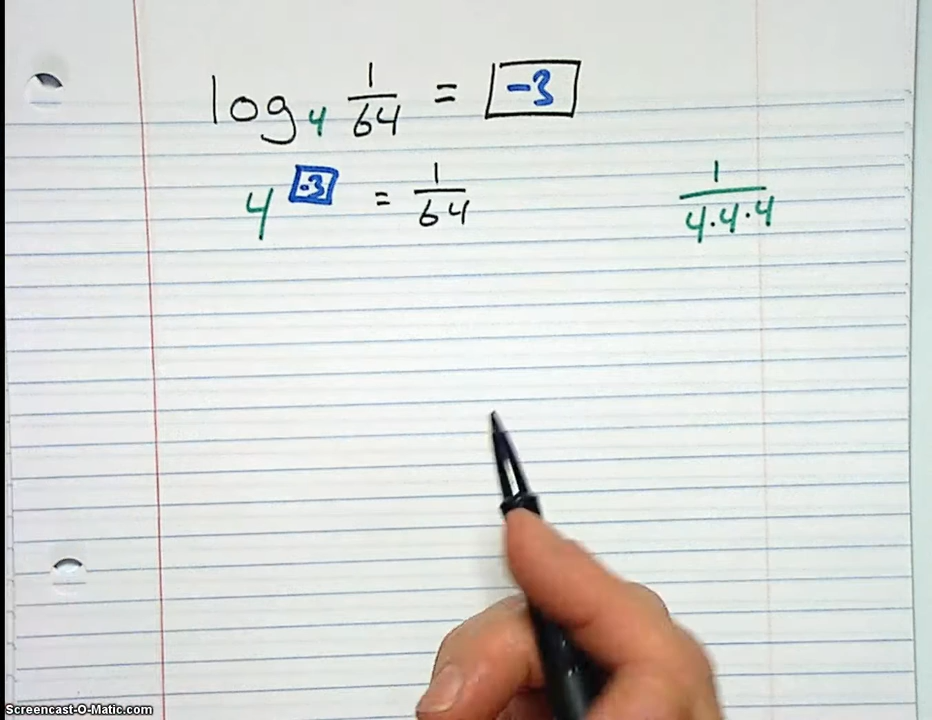 log₄ 1/64 = -3
4^-3 = 1/64 1/4·4·4
Screencast-O-Matic.com